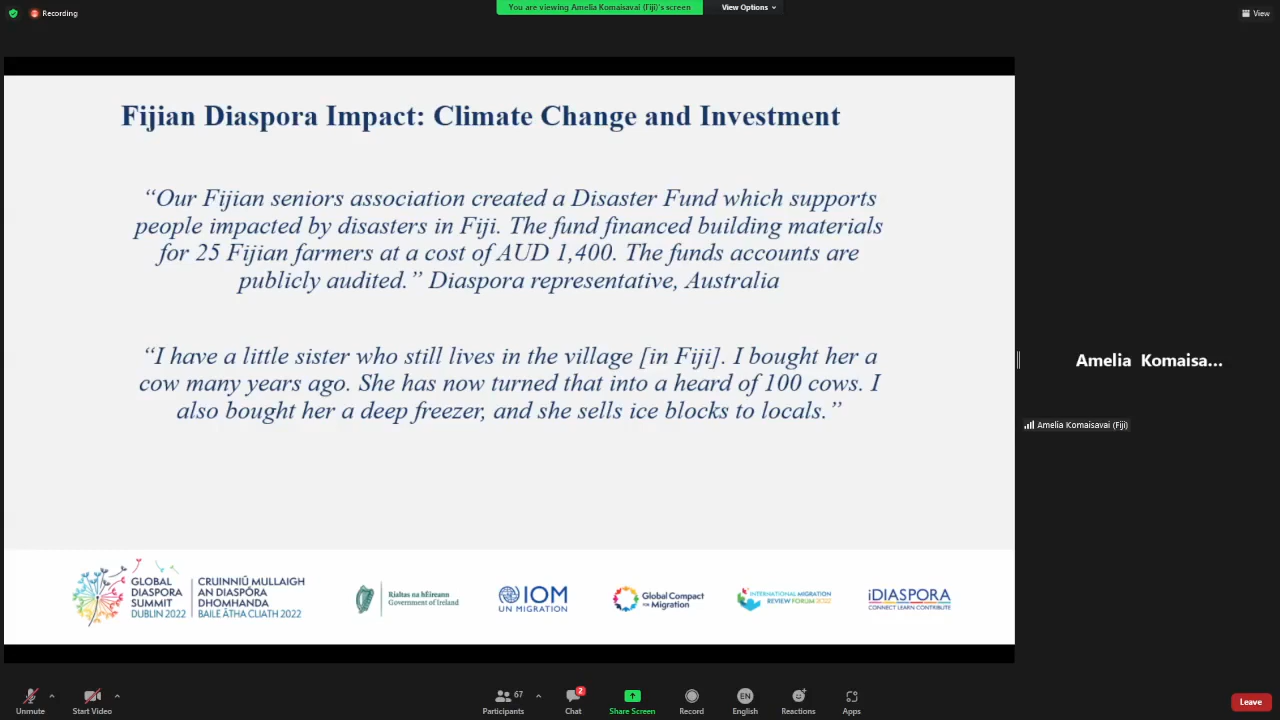 Recording
You are viewing Amelia Komaisavai (Fiji)'s screen
View Options
View
Fijian Diaspora Impact: Climate Change and Investment
“Our Fijian seniors association created a Disaster Fund which supports
people impacted by disasters in Fiji. The fund financed building materials
for 25 Fijian farmers at a cost of AUD 1,400. The funds accounts are
publicly audited.” Diaspora representative, Australia
“I have a little sister who still lives in the village [in Fiji]. I bought her a
cow many years ago. She has now turned that into a heard of 100 cows. I
also bought her a deep freezer, and she sells ice blocks to locals.”
Amelia Komaisa...
Amelia Komaisavai (Fiji)
GLOBAL
DIASPORA
SUMMIT
DUBLIN 2022
CRUINNIÚ MULLAIGH
AN DIASPÓRA
DHOMHANDA
BAILE ÁTHA CLIATH 2022
Rialtas na hÉireann
Government of Ireland
IOM
UN MIGRATION
Global Compact
for Migration
INTERNATIONAL MIGRATION
REVIEW FORUM 2022
iDIASPORA
CONNECT LEARN CONTRIBUTE
Unmute
Start Video
67
Participants
2
Chat
Share Screen
Record
EN
English
Reactions
Apps
Leave